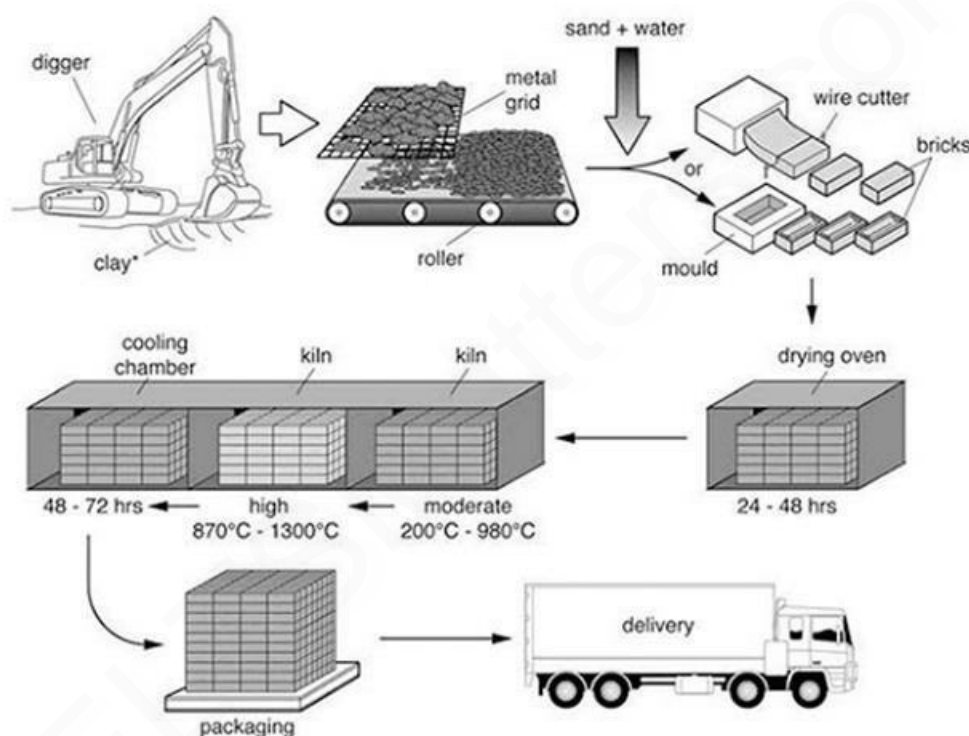 sand + water
digger
metal
grid
wire cutter
bricks
or
clay*
roller
mould
cooling
chamber
kiln
kiln
drying oven
48 - 72 hrs
high
870°C - 1300°C
moderate
200°C - 980°C
24 - 48 hrs
delivery
packaging